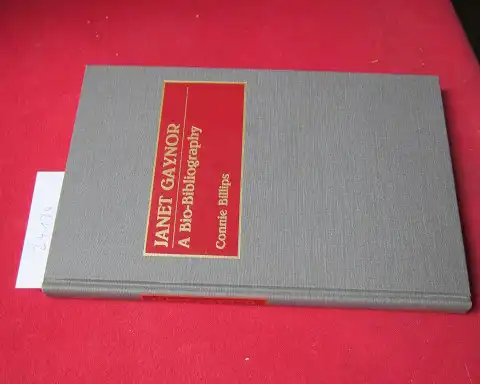 JANET GAYNOR
A Bio-Bibliography
Connie Billips